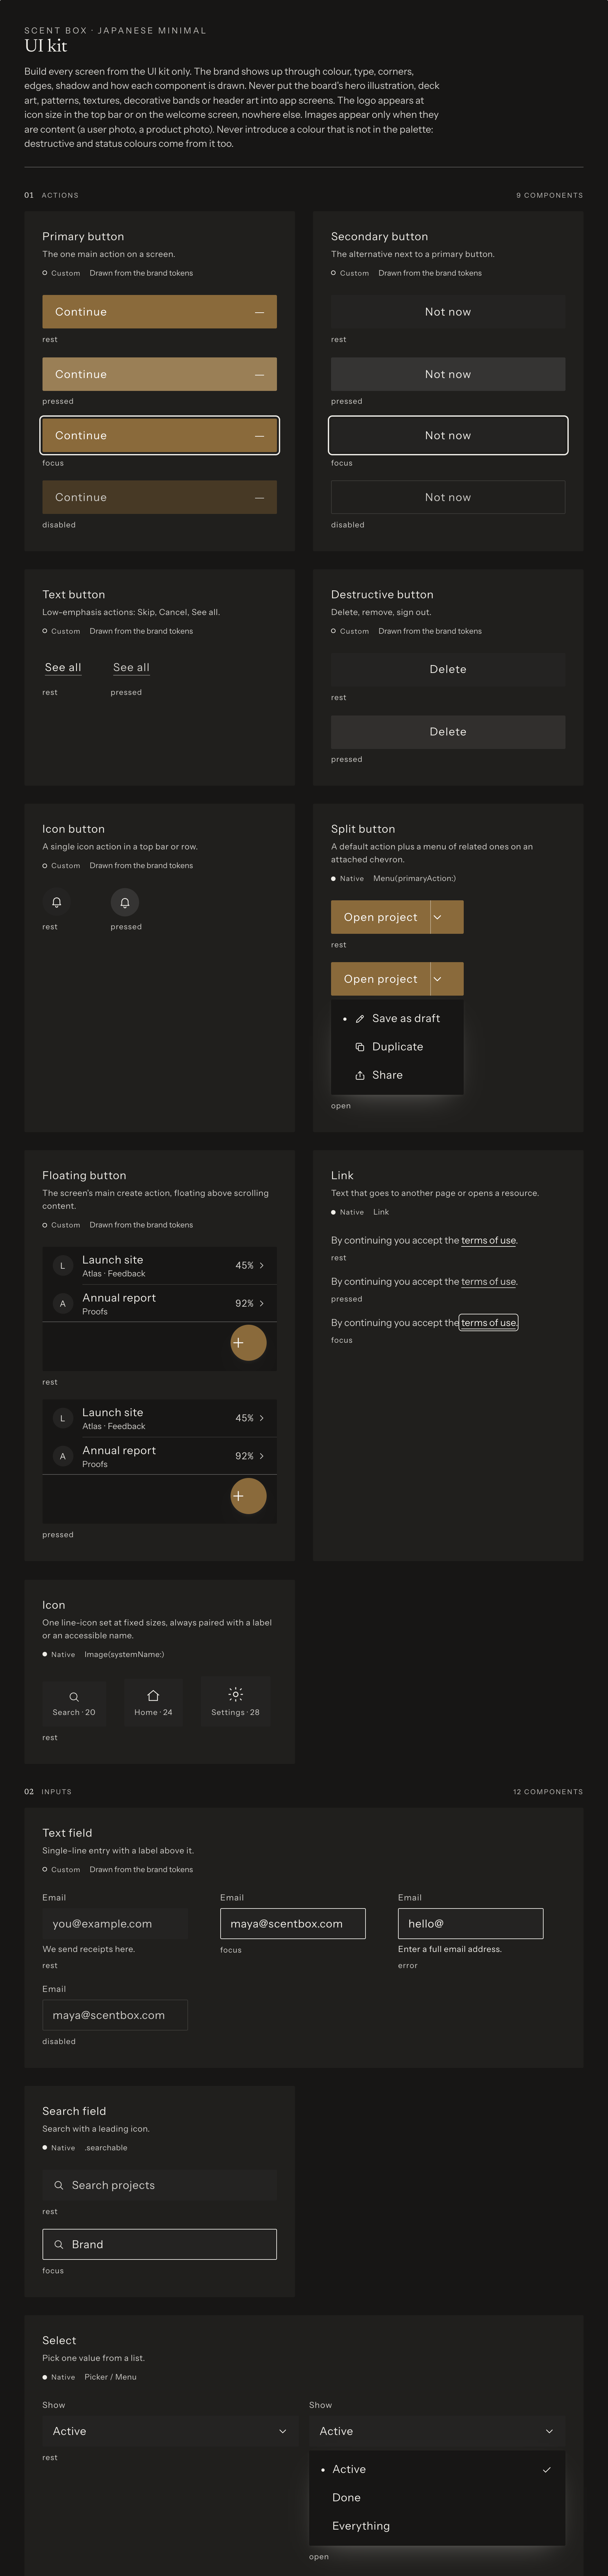 SCENT BOX · JAPANESE MINIMAL
UI kit
Build every screen from the UI kit only. The brand shows up through colour, type, corners,
edges, shadow and how each component is drawn. Never put the board's hero illustration, deck
art, patterns, textures, decorative bands or header art into app screens. The logo appears at
icon size in the top bar or on the welcome screen, nowhere else. Images appear only when they
are content (a user photo, a product photo). Never introduce a colour that is not in the palette:
destructive and status colours come from it too.
01 ACTIONS
9 COMPONENTS
Primary button
The one main action on a screen.
Custom Drawn from the brand tokens
Continue
rest
Continue
pressed
Continue
focus
Continue
disabled
Secondary button
The alternative next to a primary button.
Custom Drawn from the brand tokens
Not now
rest
Not now
pressed
Not now
focus
Not now
disabled
Text button
Low-emphasis actions: Skip, Cancel, See all.
Custom Drawn from the brand tokens
See all
rest
See all
pressed
Destructive button
Delete, remove, sign out.
Custom Drawn from the brand tokens
Delete
rest
Delete
pressed
Icon button
A single icon action in a top bar or row.
Custom Drawn from the brand tokens
rest
pressed
Split button
A default action plus a menu of related ones on an
attached chevron.
Native Menu(primaryAction:)
Open project
rest
Open project
Save as draft
Duplicate
Share
open
Floating button
The screen's main create action, floating above scrolling
content.
Custom Drawn from the brand tokens
L Launch site 45%
Atlas · Feedback
A Annual report 92%
Proofs
rest
L Launch site 45%
Atlas · Feedback
A Annual report 92%
Proofs
pressed
Link
Text that goes to another page or opens a resource.
Native Link
By continuing you accept the terms of use.
rest
By continuing you accept the terms of use.
pressed
By continuing you accept the terms of use.
focus
Icon
One line-icon set at fixed sizes, always paired with a label
or an accessible name.
Native Image(systemName:)
Search · 20
Home · 24
Settings · 28
rest
02 INPUTS
12 COMPONENTS
Text field
Single-line entry with a label above it.
Custom Drawn from the brand tokens
Email
you@example.com
We send receipts here.
rest
Email
maya@scentbox.com
focus
Email
hello@
Enter a full email address.
error
Email
maya@scentbox.com
disabled
Search field
Search with a leading icon.
Native .searchable
Search projects
rest
Brand
focus
Select
Pick one value from a list.
Native Picker / Menu
Show
Active
rest
Show
Active
Active
Done
Everything
open